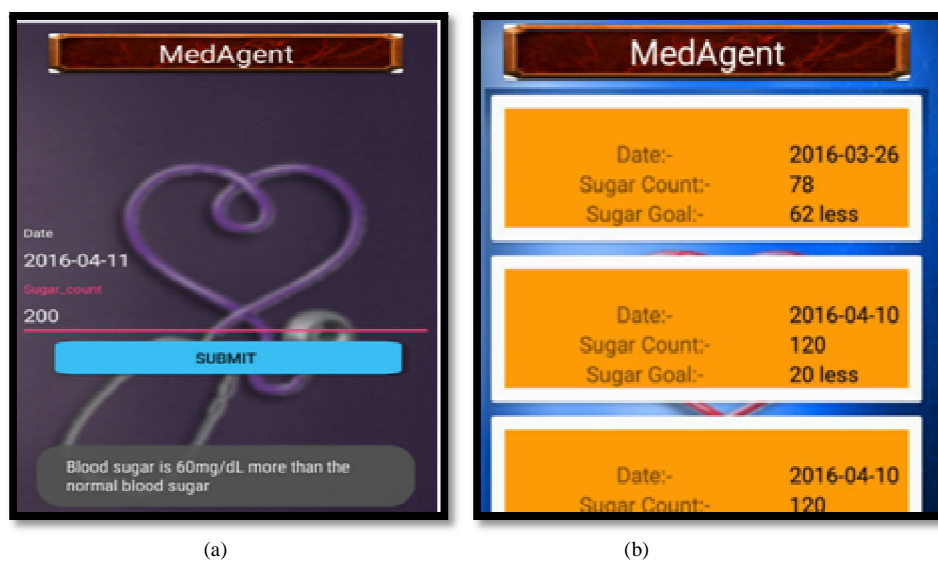 MedAgent
Date
2016-04-11
Sugar_count
200
SUBMIT
Blood sugar is 60mg/dL more than the
normal blood sugar
(a)
MedAgent
Date:- 2016-03-26
Sugar Count:- 78
Sugar Goal:- 62 less
Date:- 2016-04-10
Sugar Count:- 120
Sugar Goal:- 20 less
Date:- 2016-04-10
Sugar Count:- 120
(b)